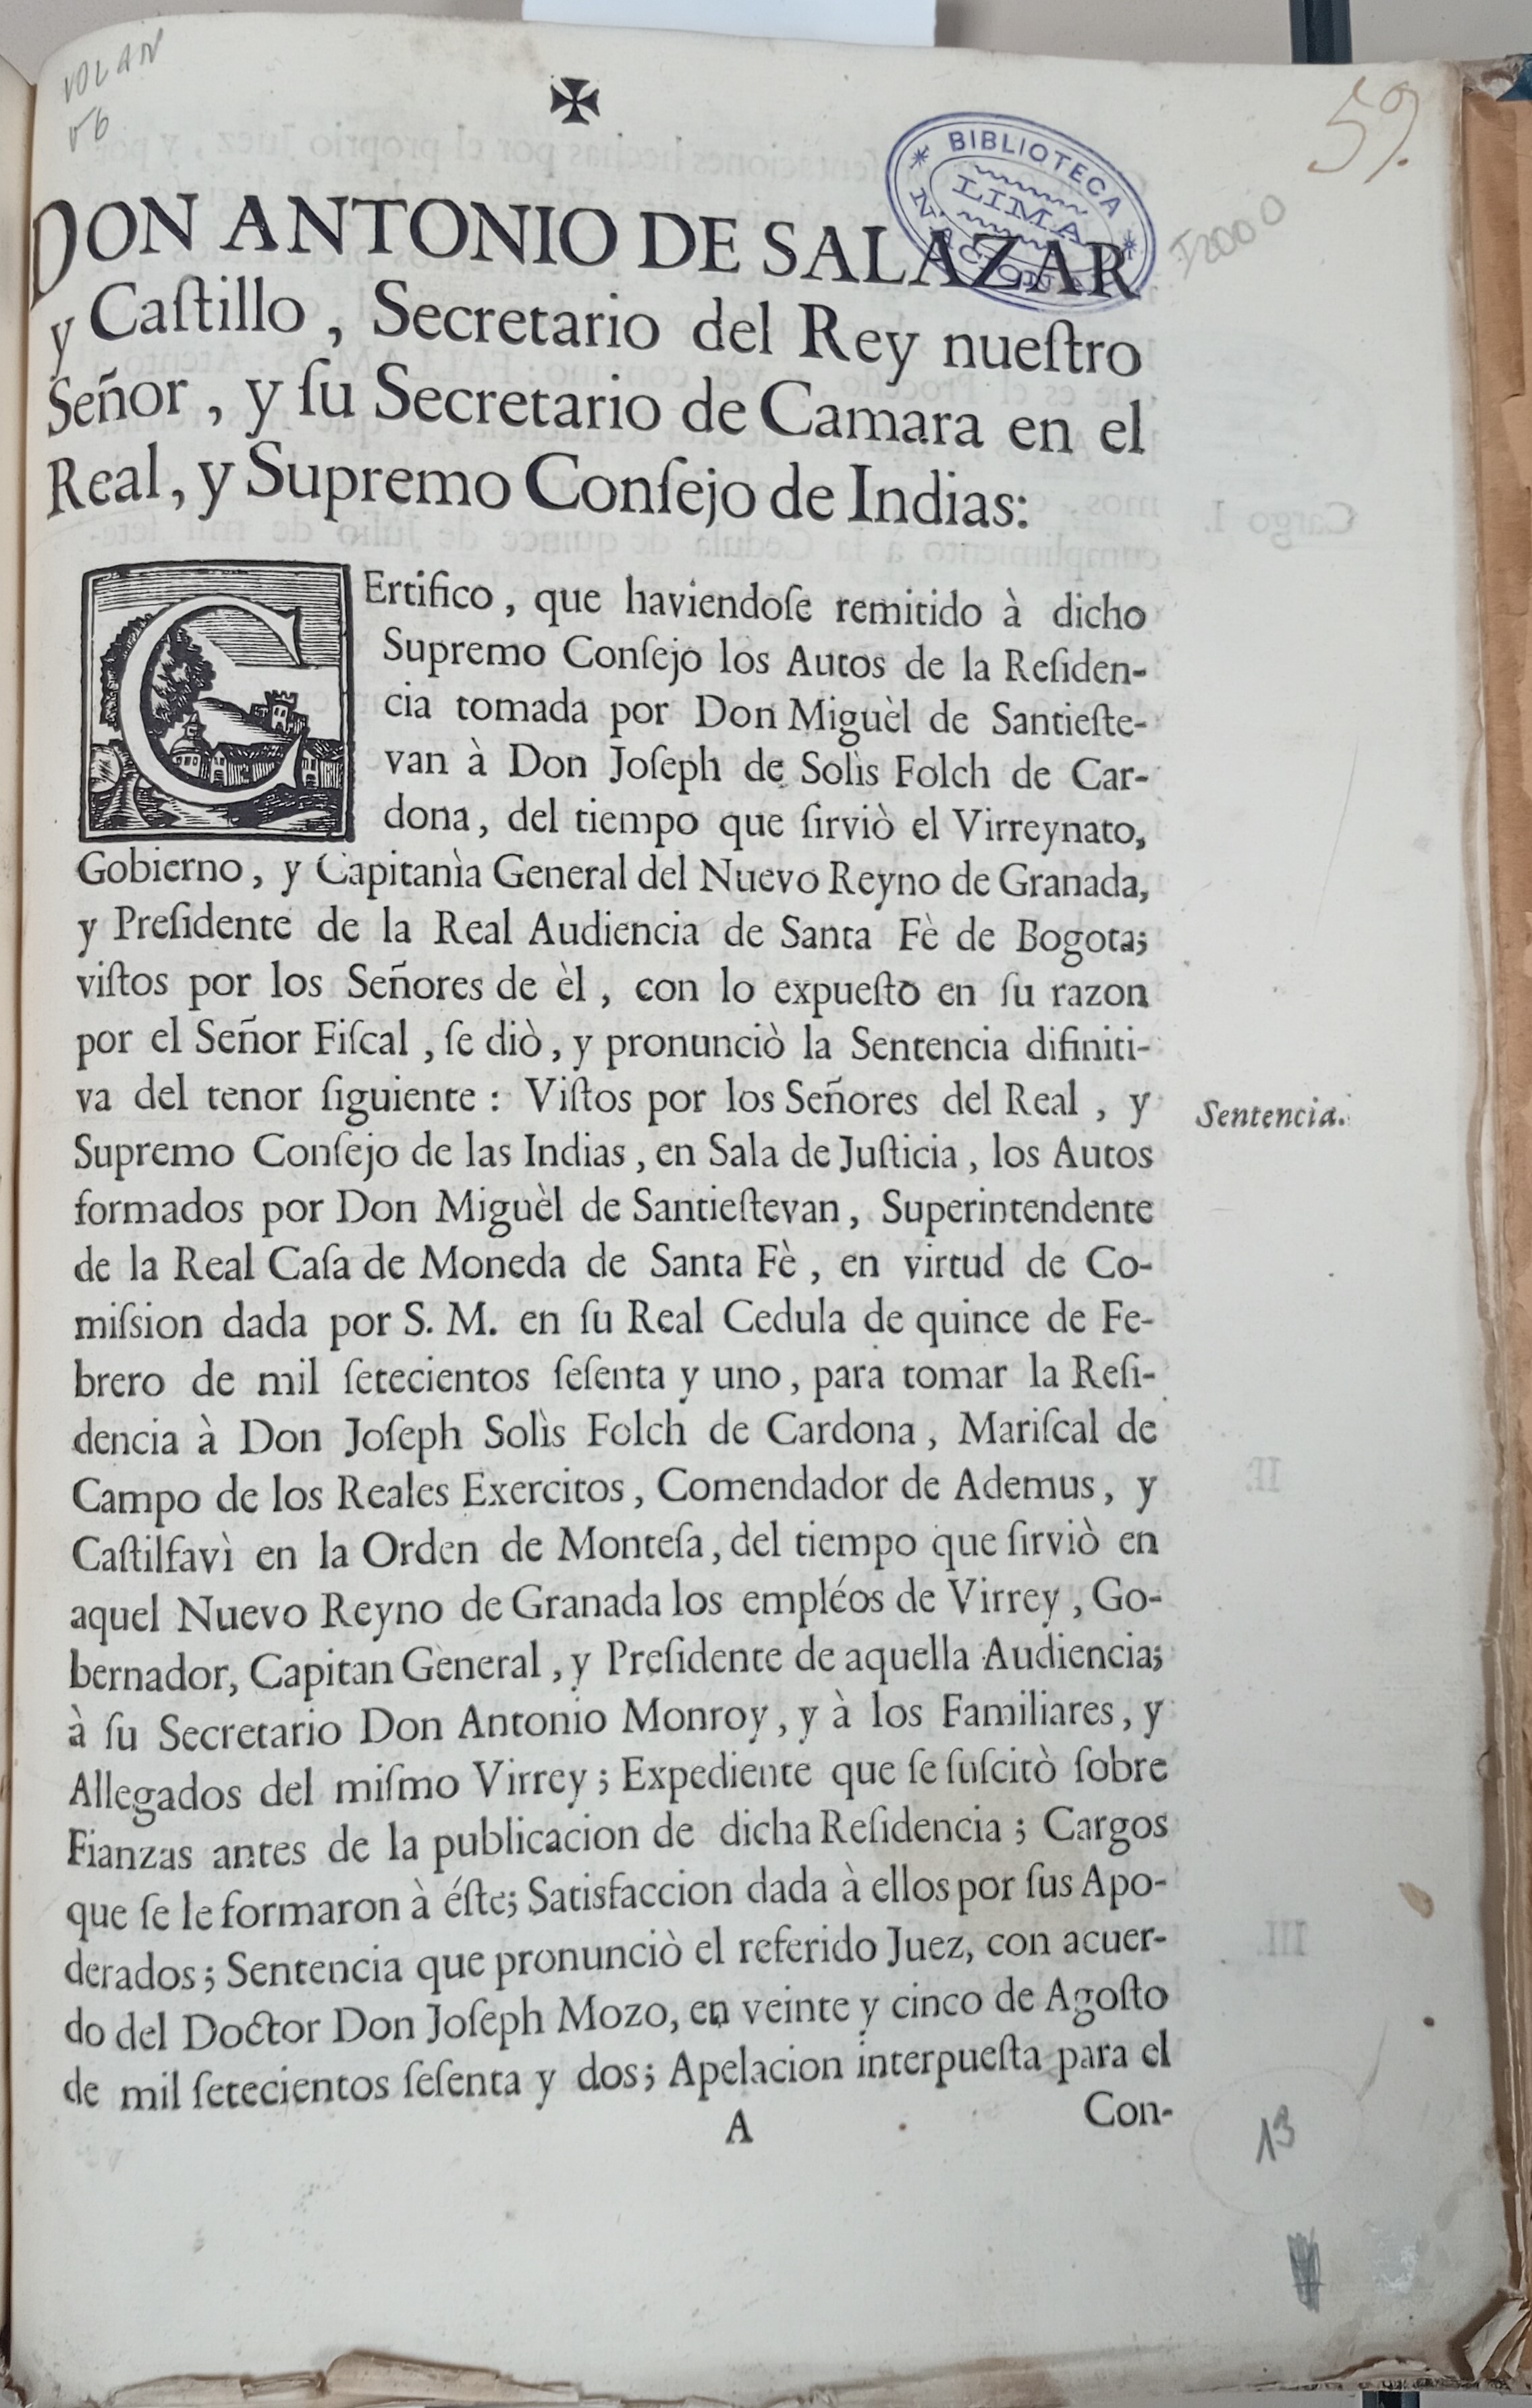 VOLAN
V6
✠
59.
BIBLIOTECA
LIMA
DON ANTONIO DE SALAZAR
y Caſtillo, Secretario del Rey nueſtro
Señor, y ſu Secretario de Camara en el
Real, y Supremo Conſejo de Indias:
CErtifico, que haviendoſe remitido à dicho
Supremo Conſejo los Autos de la Reſiden-
cia tomada por Don Miguèl de Santieſte-
van à Don Joſeph de Solìs Folch de Car-
dona, del tiempo que ſirviò el Virreynato,
Gobierno, y Capitanìa General del Nuevo Reyno de Granada,
y Preſidente de la Real Audiencia de Santa Fè de Bogota;
viſtos por los Señores de èl, con lo expueſto en ſu razon
por el Señor Fiſcal, ſe diò, y pronunciò la Sentencia difiniti-
va del tenor ſiguiente: Viſtos por los Señores del Real, y
Sentencia.
Supremo Conſejo de las Indias, en Sala de Juſticia, los Autos
formados por Don Miguèl de Santieſtevan, Superintendente
de la Real Caſa de Moneda de Santa Fè, en virtud de Co-
miſsion dada por S. M. en ſu Real Cedula de quince de Fe-
brero de mil ſetecientos ſeſenta y uno, para tomar la Reſi-
dencia à Don Joſeph Solìs Folch de Cardona, Mariſcal de
Campo de los Reales Exercitos, Comendador de Ademus, y
Caſtilfavì en la Orden de Monteſa, del tiempo que ſirviò en
aquel Nuevo Reyno de Granada los empléos de Virrey, Go-
bernador, Capitan General, y Preſidente de aquella Audiencia;
à ſu Secretario Don Antonio Monroy, y à los Familiares, y
Allegados del miſmo Virrey; Expediente que ſe ſuſcitò ſobre
Fianzas antes de la publicacion de dicha Reſidencia; Cargos
que ſe le formaron à éſte; Satisfaccion dada à ellos por ſus Apo-
derados; Sentencia que pronunciò el referido Juez, con acuer-
do del Doctor Don Joſeph Mozo, en veinte y cinco de Agoſto
de mil ſetecientos ſeſenta y dos; Apelacion interpueſta para el
A
Con-
13